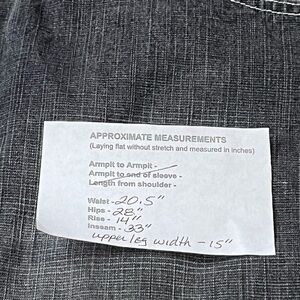 APPROXIMATE MEASUREMENTS
(Laying flat without stretch and measured in inches)
Armpit to Armpit -
Armpit to end of sleeve -
Length from shoulder -
Waist - 20.5"
Hips - 28"
Rise - 14"
Inseam - 33"
upper leg width - 15"